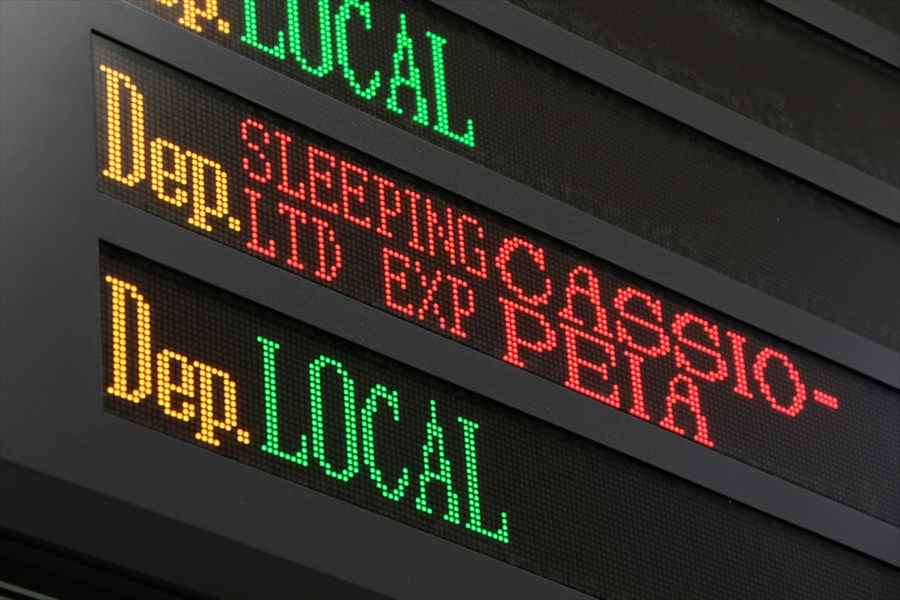 Dep. LOCAL
Dep. SLEEPING CASSIO-
LTD EXP PEIA
Dep. LOCAL